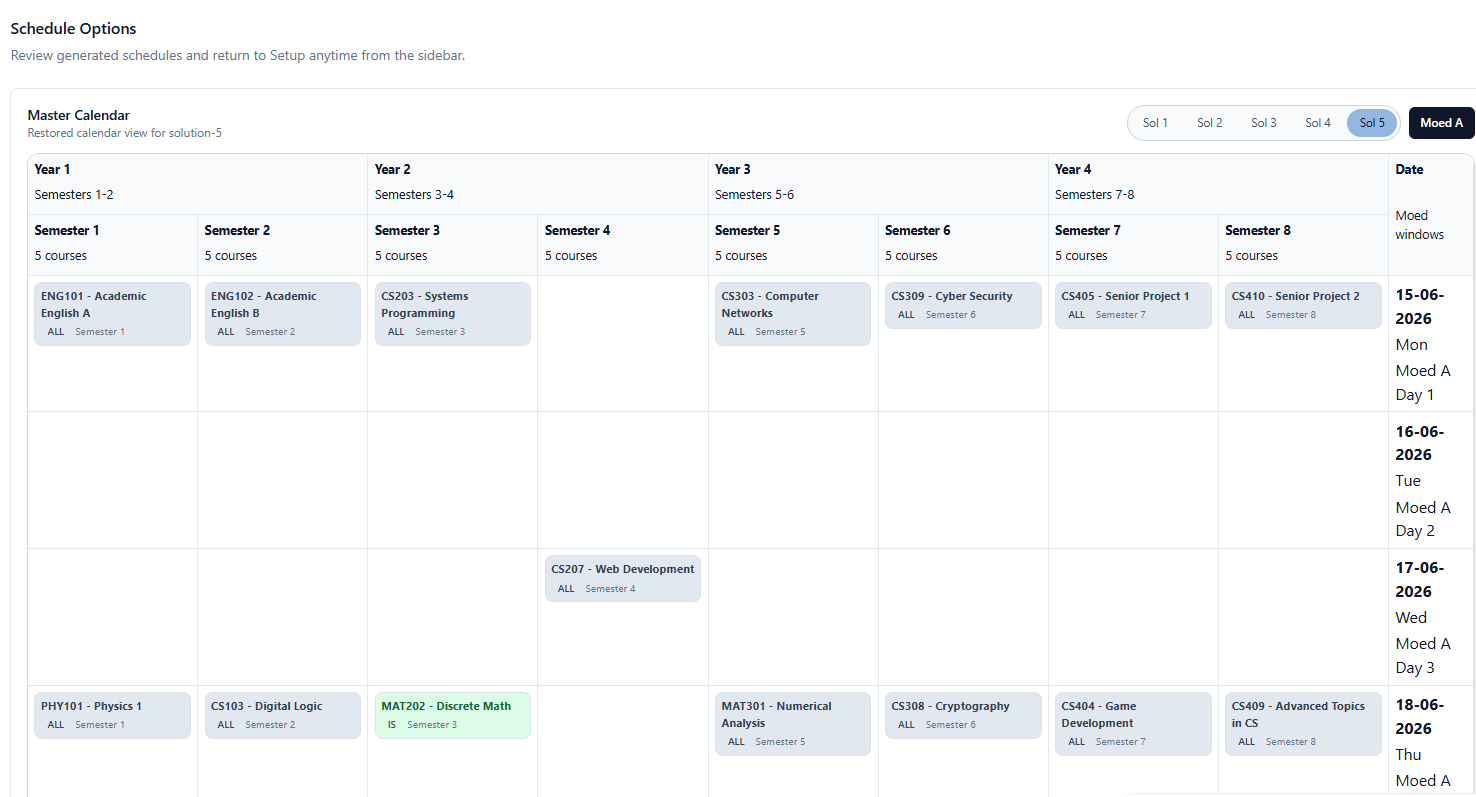 Schedule Options
Review generated schedules and return to Setup anytime from the sidebar.
Master Calendar
Restored calendar view for solution-5
Sol 1 Sol 2 Sol 3 Sol 4 Sol 5 Moed A
Year 1 Year 2 Year 3 Year 4 Date
Semesters 1-2 Semesters 3-4 Semesters 5-6 Semesters 7-8
Moed
windows
Semester 1 Semester 2 Semester 3 Semester 4 Semester 5 Semester 6 Semester 7 Semester 8
5 courses 5 courses 5 courses 5 courses 5 courses 5 courses 5 courses 5 courses
ENG101 - Academic
English A
ALL Semester 1
ENG102 - Academic
English B
ALL Semester 2
CS203 - Systems
Programming
ALL Semester 3
CS303 - Computer
Networks
ALL Semester 5
CS309 - Cyber Security
ALL Semester 6
CS405 - Senior Project 1
ALL Semester 7
CS410 - Senior Project 2
ALL Semester 8
15-06-
2026
Mon
Moed A
Day 1
16-06-
2026
Tue
Moed A
Day 2
CS207 - Web Development
ALL Semester 4
17-06-
2026
Wed
Moed A
Day 3
PHY101 - Physics 1
ALL Semester 1
CS103 - Digital Logic
ALL Semester 2
MAT202 - Discrete Math
IS Semester 3
MAT301 - Numerical
Analysis
ALL Semester 5
CS308 - Cryptography
ALL Semester 6
CS404 - Game
Development
ALL Semester 7
CS409 - Advanced Topics
in CS
ALL Semester 8
18-06-
2026
Thu
Moed A